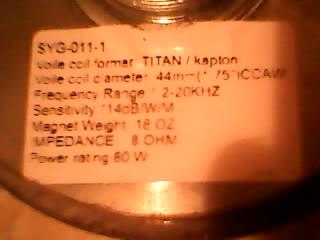 SYG-011-1
Voile coil former TITAN / kapton
Voile coil diameter 44mm(1.75")CCAW
Frequency Range 2-20KHZ
Sensitivity 114dB/W/M
Magnet Weight 18 OZ
IMPEDANCE 8 OHM
Power rating 80 W